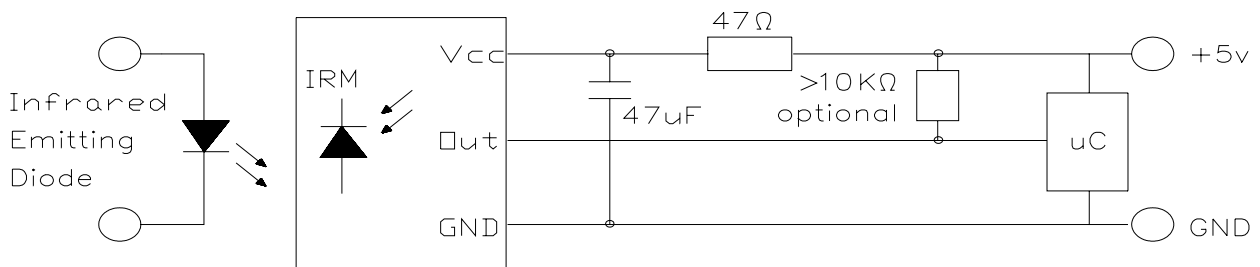 47Ω
Vcc
+5v
IRM
>10KΩ
optional
Infrared
Emitting
Diode
47uF
Out
uC
GND
GND